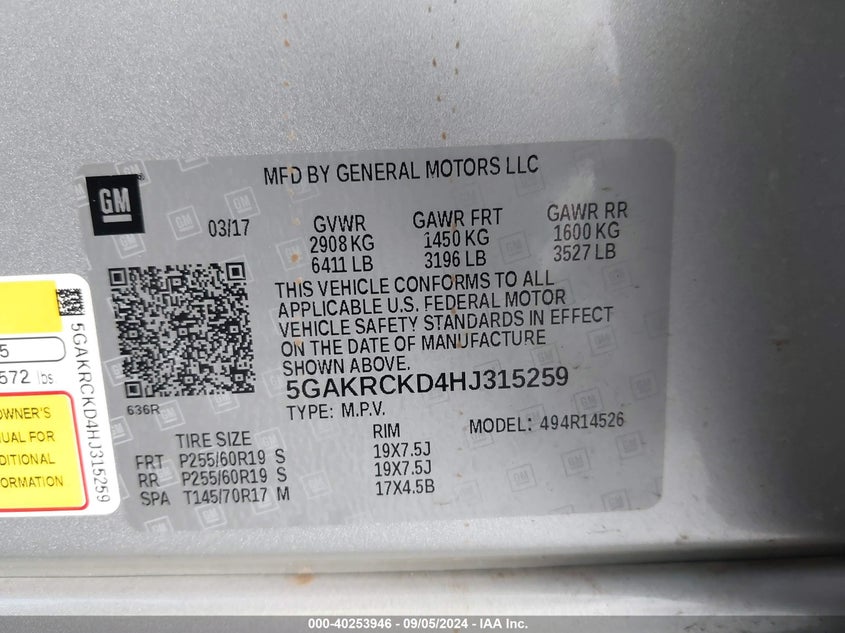 MFD BY GENERAL MOTORS LLC
GM
03/17
GVWR
2908 KG
6411 LB
GAWR FRT
1450 KG
3196 LB
GAWR RR
1600 KG
3527 LB
THIS VEHICLE CONFORMS TO ALL
APPLICABLE U.S. FEDERAL MOTOR
VEHICLE SAFETY STANDARDS IN EFFECT
ON THE DATE OF MANUFACTURE
SHOWN ABOVE.
5GAKRCKD4HJ315259
636R
TYPE: M.P.V.
MODEL: 494R14526
TIRE SIZE
RIM
FRT P255/60R19 S 19X7.5J
RR P255/60R19 S 19X7.5J
SPA T145/70R17 M 17X4.5B
5
572 lbs
OWNER'S
NUAL FOR
DITIONAL
ORMATION
5GAKRCKD4HJ315259
000-40253946 - 09/05/2024 - IAA Inc.